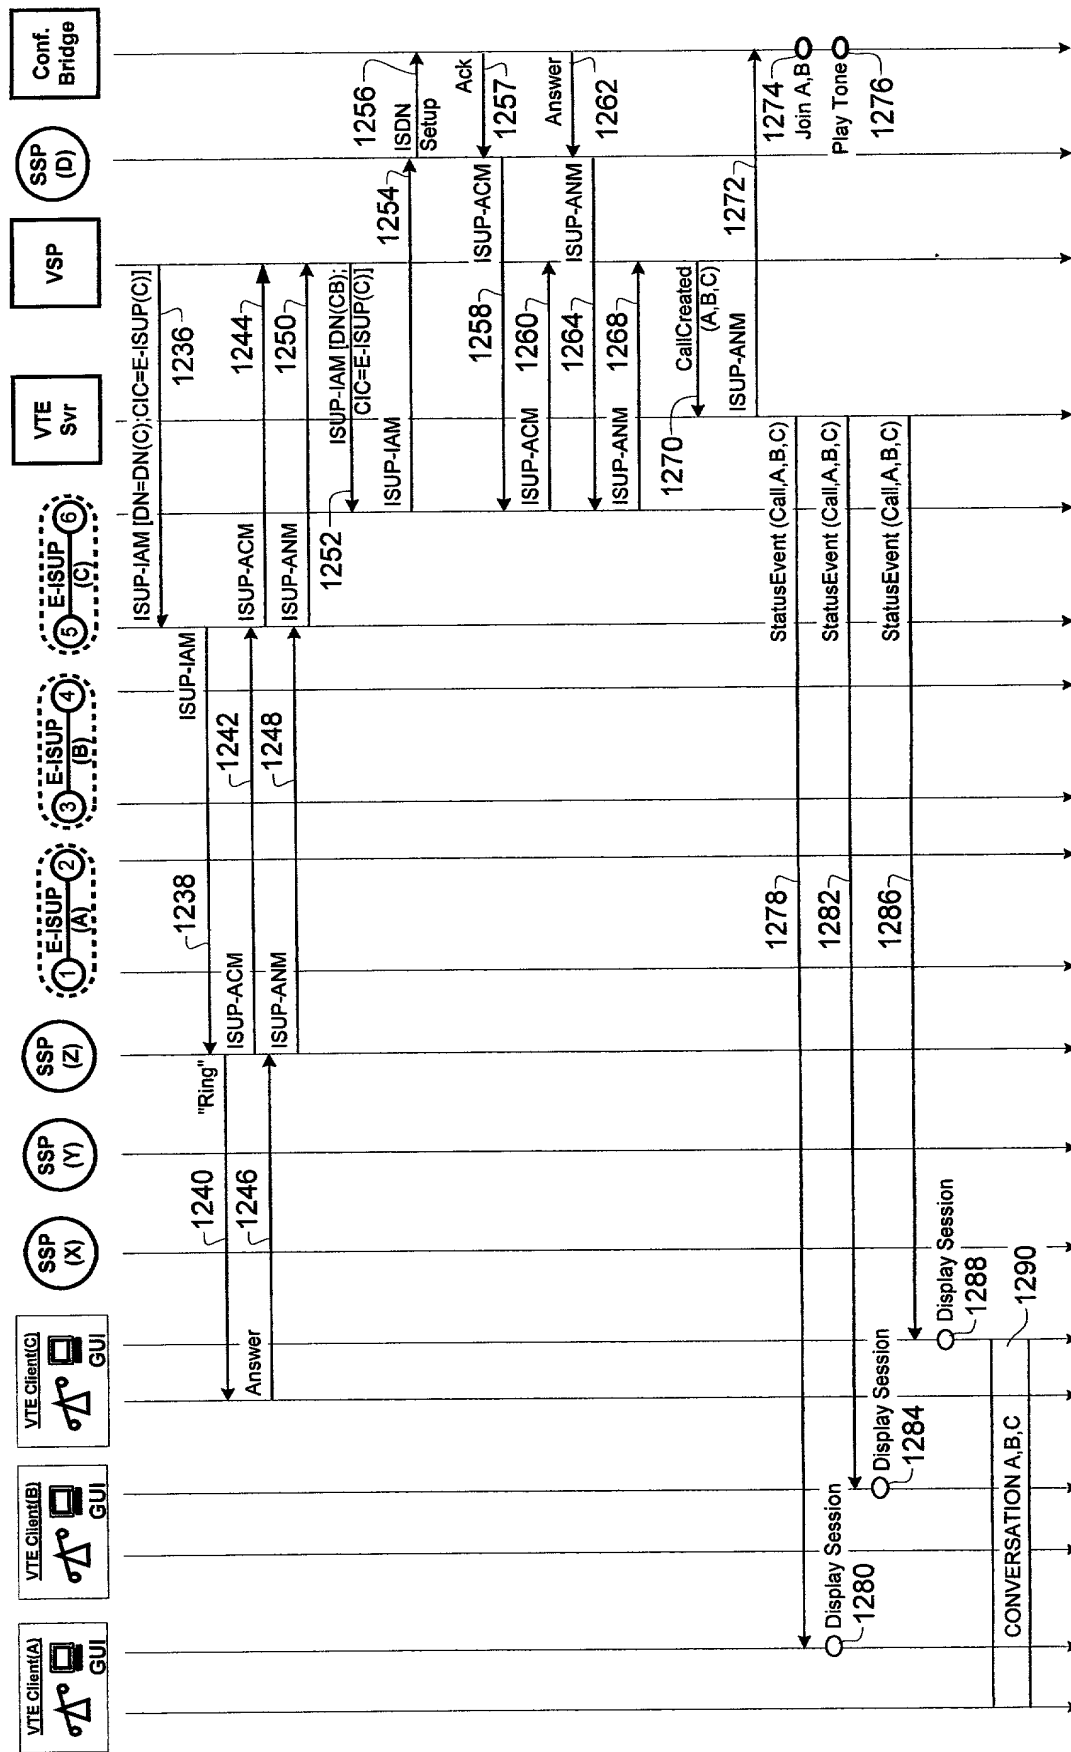 VTE Client(A)
GUI
VTE Client(B)
GUI
VTE Client(C)
GUI
SSP
(X)
SSP
(Y)
SSP
(Z)
1
E-ISUP
(A)
2
3
E-ISUP
(B)
4
5
E-ISUP
(C)
6
VTE
Svr
VSP
SSP
(D)
Conf.
Bridge
ISUP-IAM [DN=DN(C);CIC=E-ISUP(C)]
1236
ISUP-IAM
1238
"Ring"
1240
ISUP-ACM
1242
ISUP-ACM
1244
Answer
1246
ISUP-ANM
1248
ISUP-ANM
1250
ISUP-IAM [DN(CB);
CIC=E-ISUP(C)]
1252
ISUP-IAM
1254
ISDN
Setup
1256
Ack
1257
ISUP-ACM
1258
ISUP-ACM
1260
Answer
1262
ISUP-ANM
1264
ISUP-ANM
1268
CallCreated
(A,B,C)
1270
ISUP-ANM
1272
1274
Join A,B
Play Tone
1276
StatusEvent (Call,A,B,C)
1278
Display Session
1280
StatusEvent (Call,A,B,C)
1282
Display Session
1284
StatusEvent (Call,A,B,C)
1286
Display Session
1288
CONVERSATION A,B,C
1290